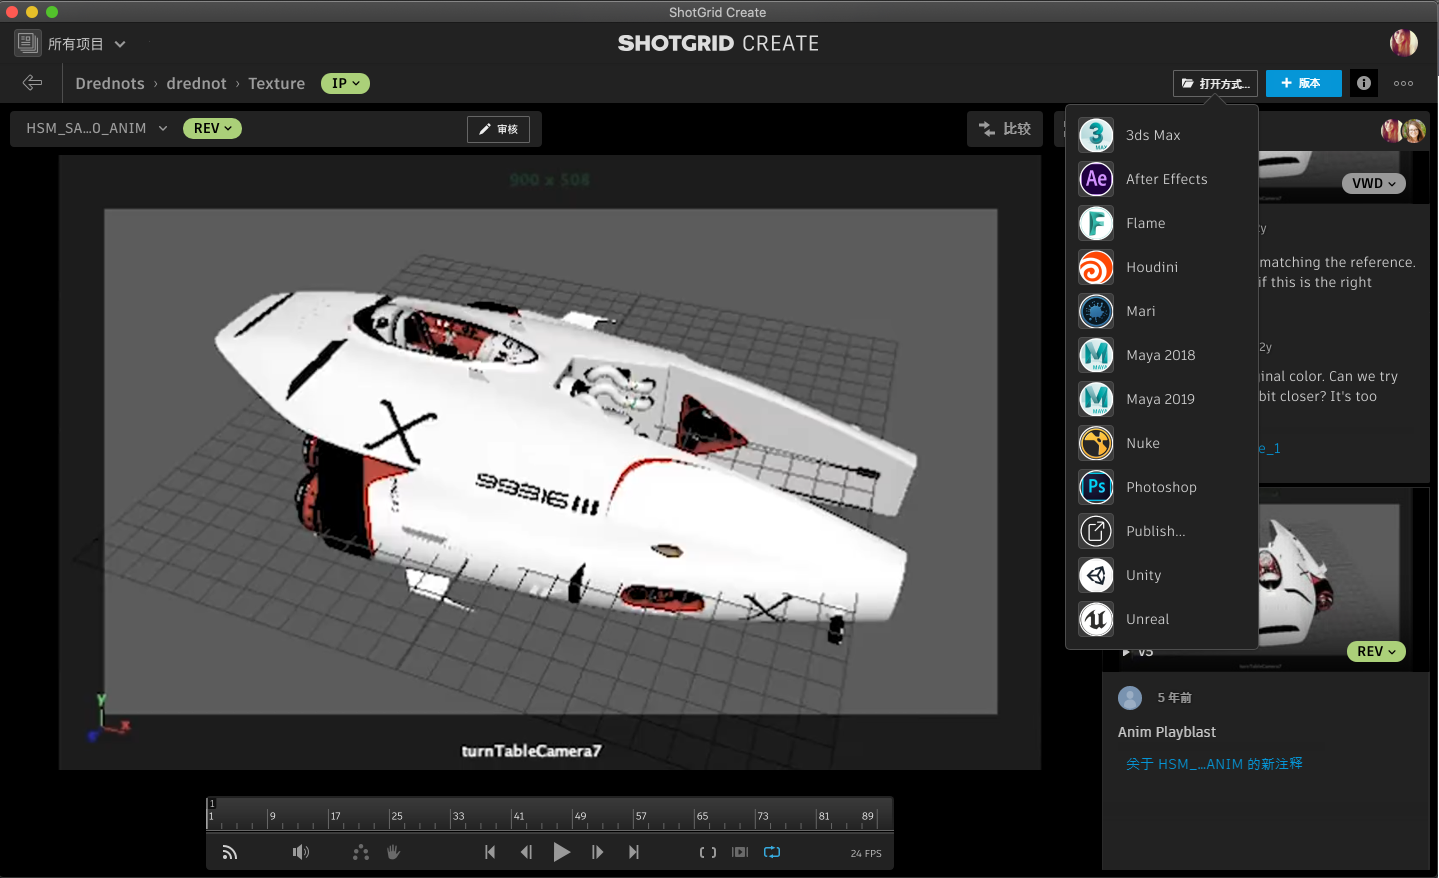 ShotGrid Create
所有项目
SHOTGRID CREATE
Drednots › drednot › Texture
IP
打开方式...
+ 版本
HSM_SA...0_ANIM
REV
审核
比较
900 x 508
3ds Max
After Effects
Flame
Houdini
Mari
Maya 2018
Maya 2019
Nuke
Photoshop
Publish...
Unity
Unreal
VWD
matching the reference.
if this is the right
2y
ginal color. Can we try
bit closer? It's too
e_1
9996
turnTableCamera7
V5
REV
turnTableCamera7
5 年前
Anim Playblast
关于 HSM_...ANIM 的新注释
1
1 9 17 25 33 41 49 57 65 73 81 89
24 FPS